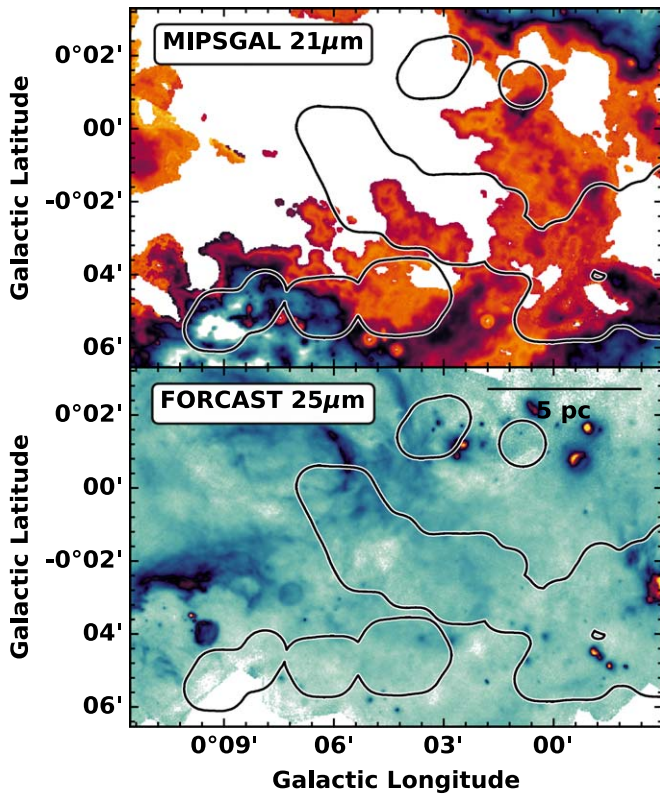 MIPSGAL 21μm
0°02'
00'
-0°02'
04'
06'
Galactic Latitude
FORCAST 25μm
5 pc
0°02'
00'
-0°02'
04'
06'
Galactic Latitude
0°09'
06'
03'
00'
Galactic Longitude